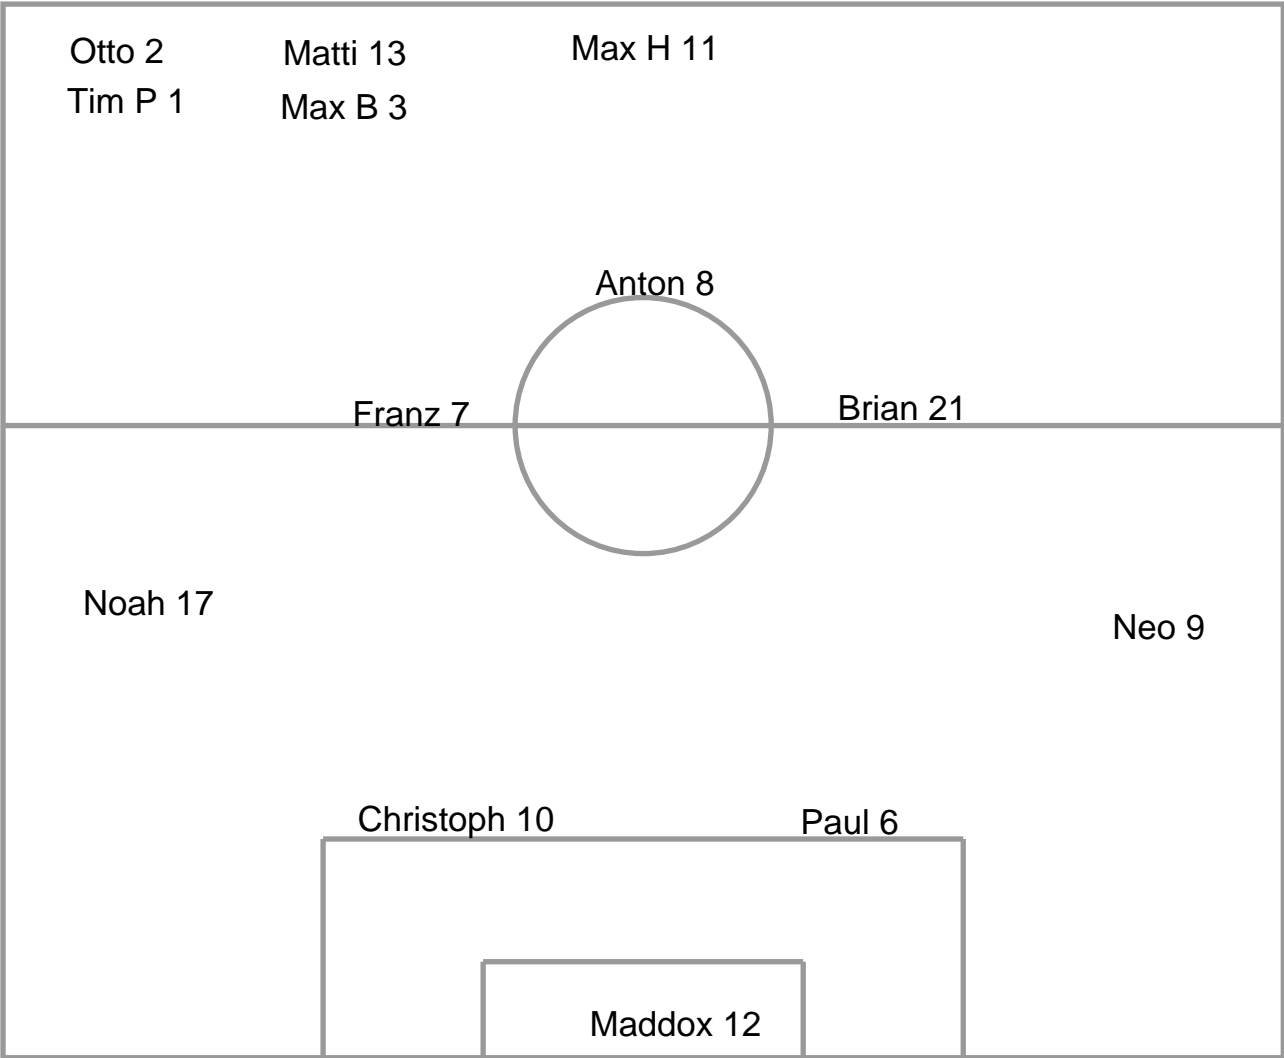 Otto 2
Matti 13
Max H 11
Tim P 1
Max B 3
Anton 8
Franz 7
Brian 21
Noah 17
Neo 9
Christoph 10
Paul 6
Maddox 12